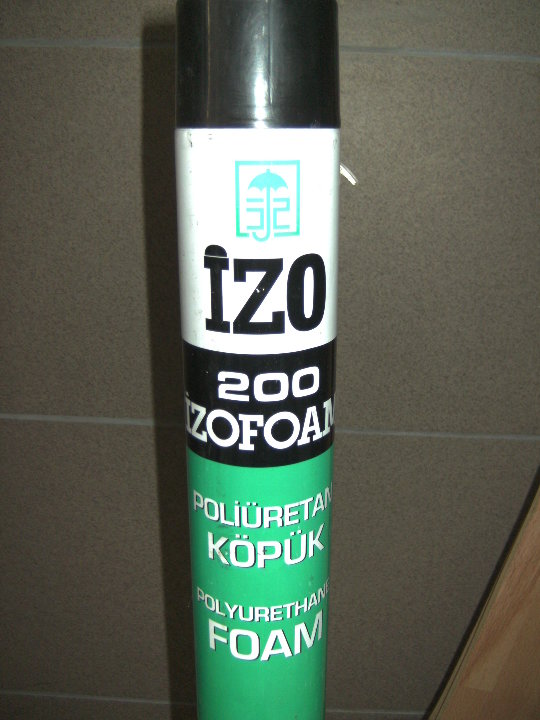 İZO
200
İZOFOAM
POLİÜRETAN
KÖPÜK
POLYURETHANE
FOAM